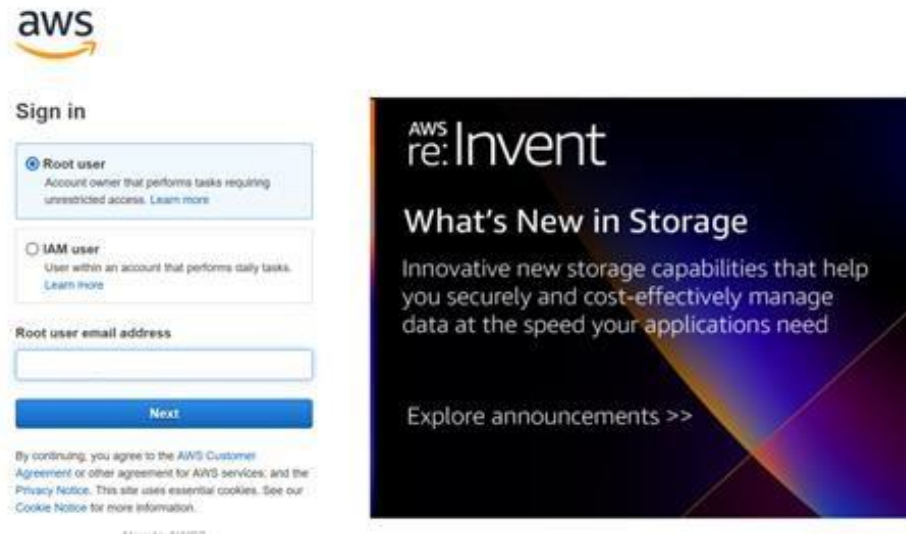 aws
Sign in
Root user
Account owner that performs tasks requiring
unrestricted access. Learn more
IAM user
User within an account that performs daily tasks.
Learn more
Root user email address
Next
By continuing, you agree to the AWS Customer
Agreement or other agreement for AWS services, and the
Privacy Notice. This site uses essential cookies. See our
Cookie Notice for more information.
AWS
re:Invent
What's New in Storage
Innovative new storage capabilities that help
you securely and cost-effectively manage
data at the speed your applications need
Explore announcements >>